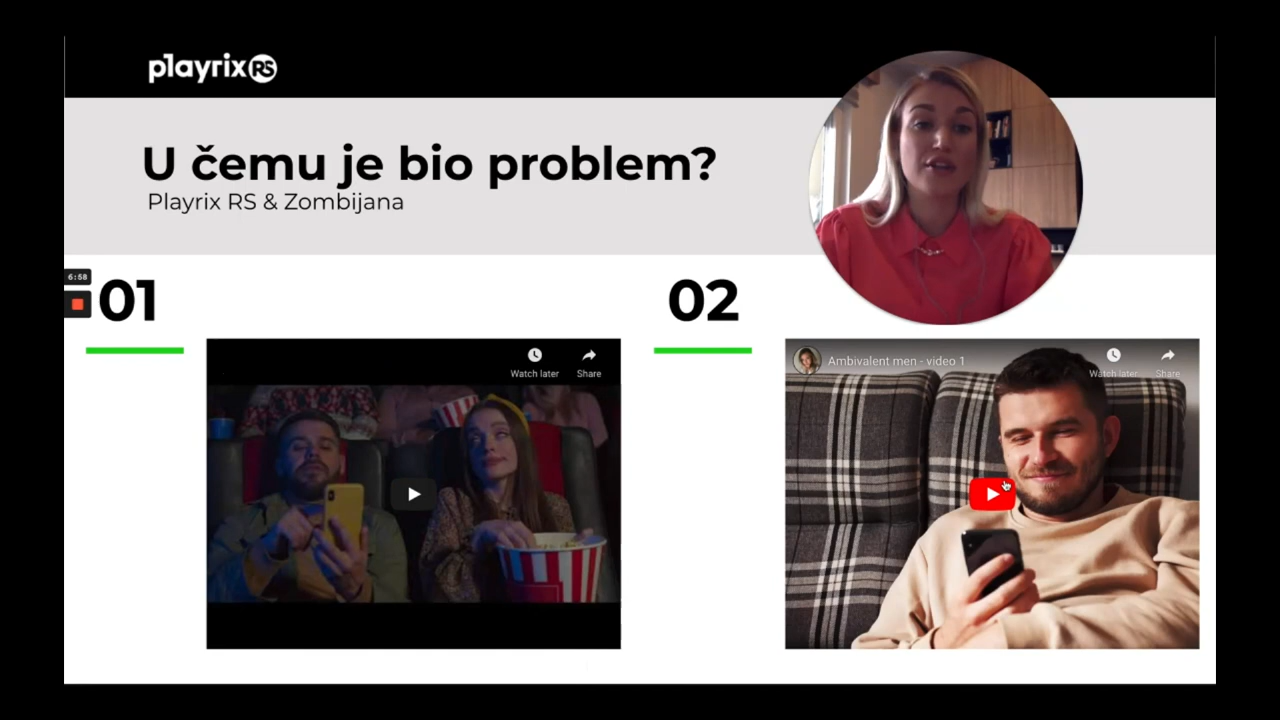 playrix RS
U čemu je bio problem?
Playrix RS & Zombijana
6:58
01
02
Watch later
Share
Ambivalent men - video 1
Watch later
Share